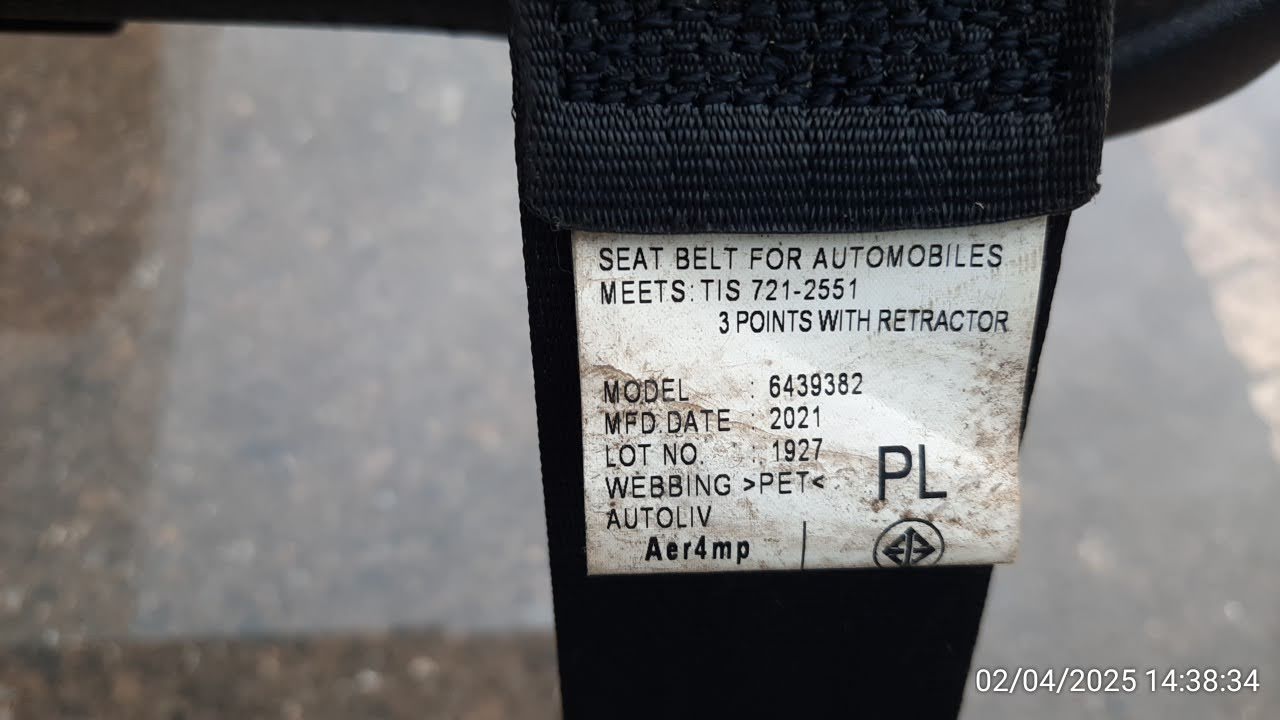 SEAT BELT FOR AUTOMOBILES
MEETS: TIS 721-2551
3 POINTS WITH RETRACTOR
MODEL : 6439382
MFD.DATE : 2021
LOT NO. : 1927
WEBBING >PET<
PL
AUTOLIV
Aer4mp
02/04/2025 14:38:34